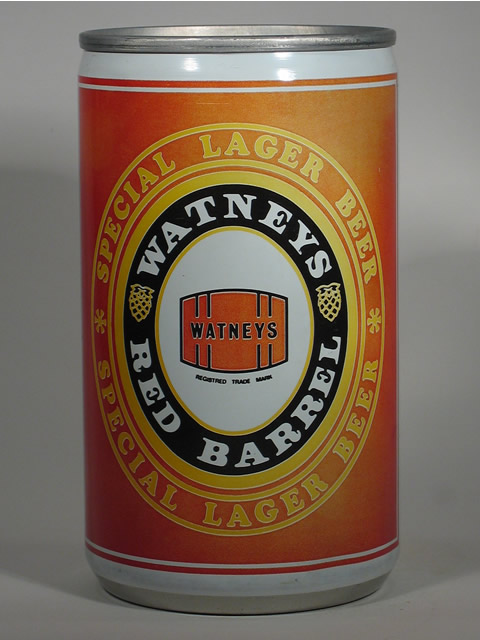 SPECIAL LAGER BEER
WATNEYS
WATNEYS
REGISTRED TRADE MARK
RED BARREL
SPECIAL LAGER BEER